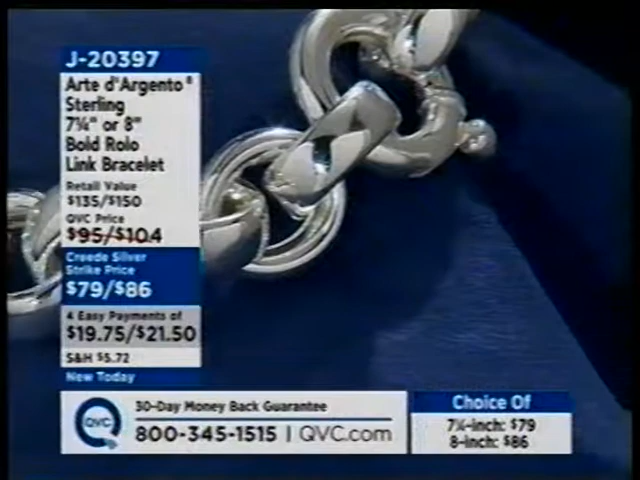 J-20397
Arte d'Argento®
Sterling
7¼" or 8"
Bold Rolo
Link Bracelet
Retail Value
$135/$150
QVC Price
$95/$104
Creede Silver
Strike Price
$79/$86
4 Easy Payments of
$19.75/$21.50
S&H $5.72
New Today
QVC
30-Day Money Back Guarantee
800-345-1515 | QVC.com
Choice Of
7¼-inch: $79
8-inch: $86